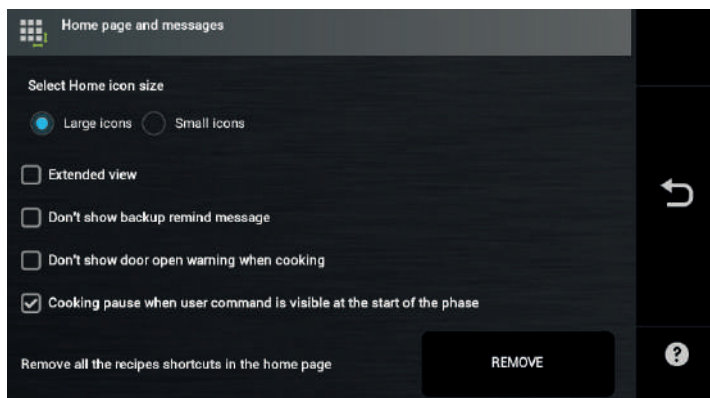 Home page and messages
Select Home icon size
Large icons Small icons
Extended view
Don't show backup remind message
Don't show door open warning when cooking
Cooking pause when user command is visible at the start of the phase
Remove all the recipes shortcuts in the home page REMOVE
?